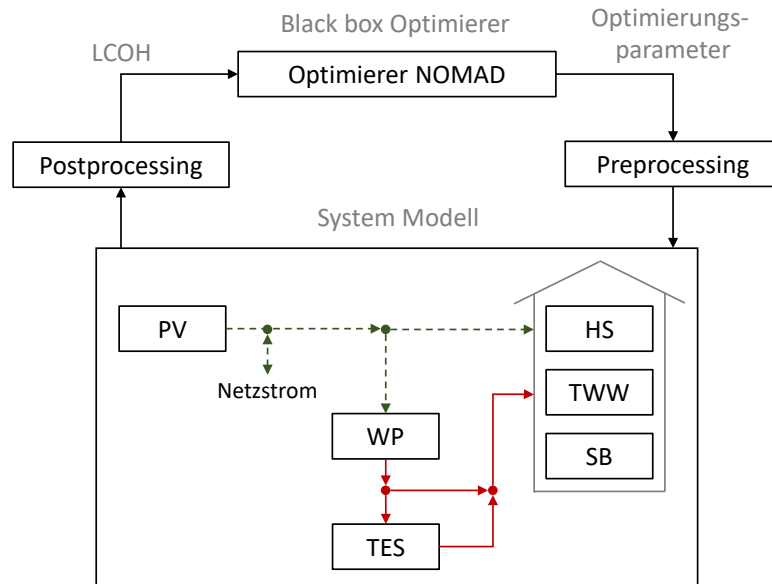 Black box Optimierer
Optimierungs-
parameter
LCOH
Optimierer NOMAD
Postprocessing
Preprocessing
System Modell
PV
HS
Netzstrom
TWW
WP
SB
TES